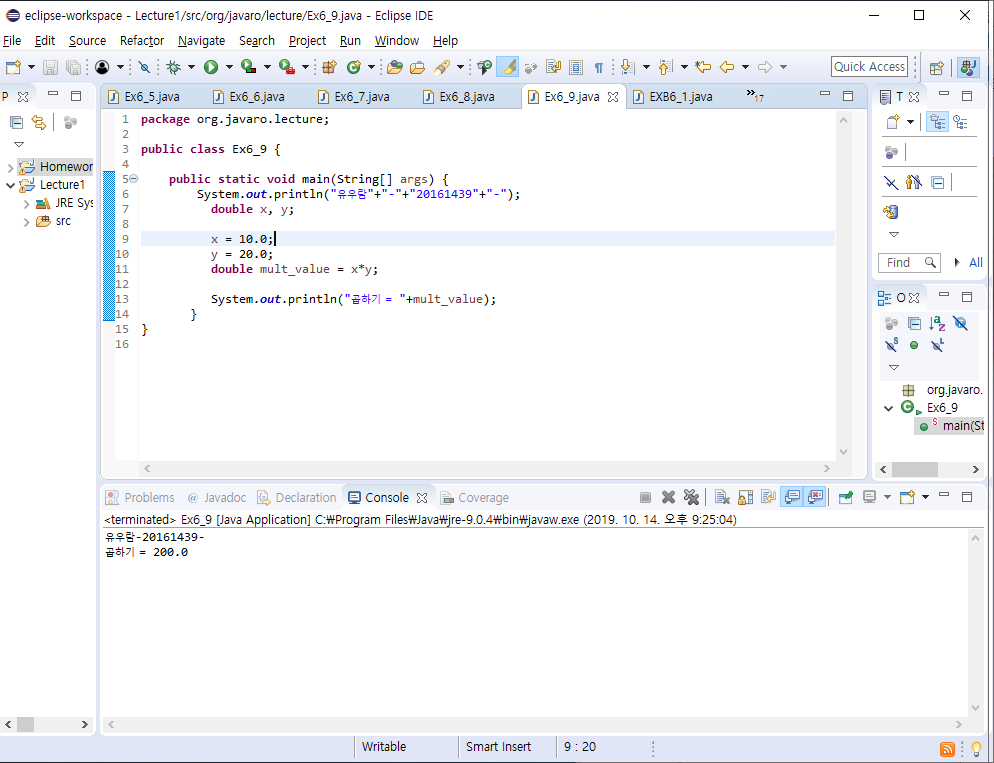 eclipse-workspace - Lecture1/src/org/javaro/lecture/Ex6_9.java - Eclipse IDE
File Edit Source Refactor Navigate Search Project Run Window Help
Quick Access
P
Ex6_5.java Ex6_6.java Ex6_7.java Ex6_8.java Ex6_9.java EXB6_1.java »17
T
Homewor
Lecture1
JRE Sys
src
1 package org.javaro.lecture;
2
3 public class Ex6_9 {
4
5 public static void main(String[] args) {
6 System.out.println("유우람"+"-"+"20161439"+"-");
7 double x, y;
8
9 x = 10.0;
10 y = 20.0;
11 double mult_value = x*y;
12
13 System.out.println("곱하기 = "+mult_value);
14 }
15 }
16
Find
All
O
org.javaro.
Ex6_9
main(St
Problems @ Javadoc Declaration Console Coverage
<terminated> Ex6_9 [Java Application] C:₩Program Files₩Java₩jre-9.0.4₩bin₩javaw.exe (2019. 10. 14. 오후 9:25:04)
유우람-20161439-
곱하기 = 200.0
Writable Smart Insert 9 : 20